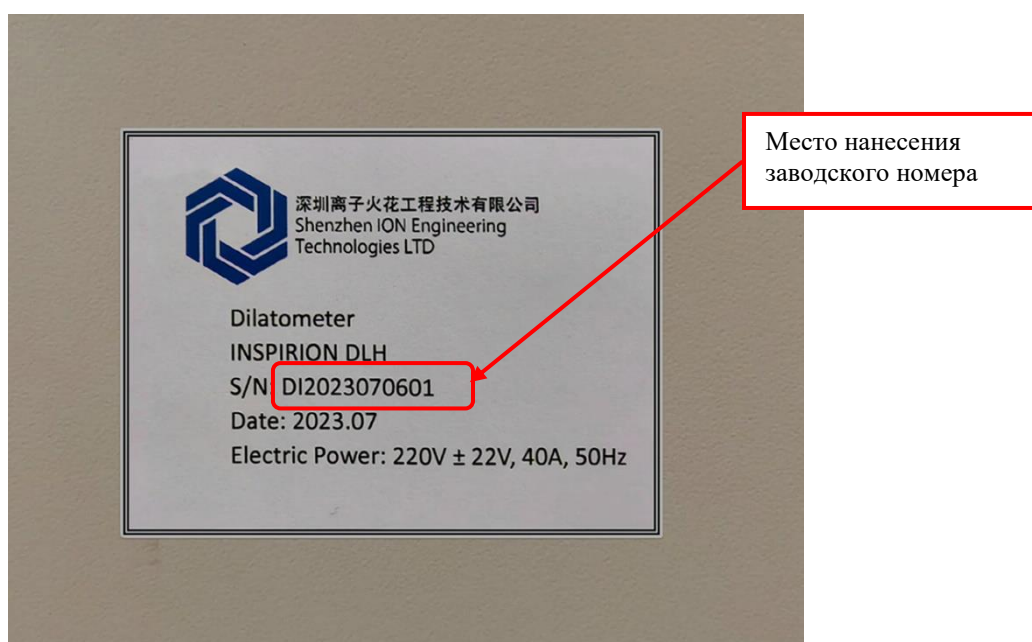 Место нанесения
заводского номера
深圳离子火花工程技术有限公司
Shenzhen ION Engineering
Technologies LTD
Dilatometer
INSPIRION DLH
S/N: DI2023070601
Date: 2023.07
Electric Power: 220V ± 22V, 40A, 50Hz